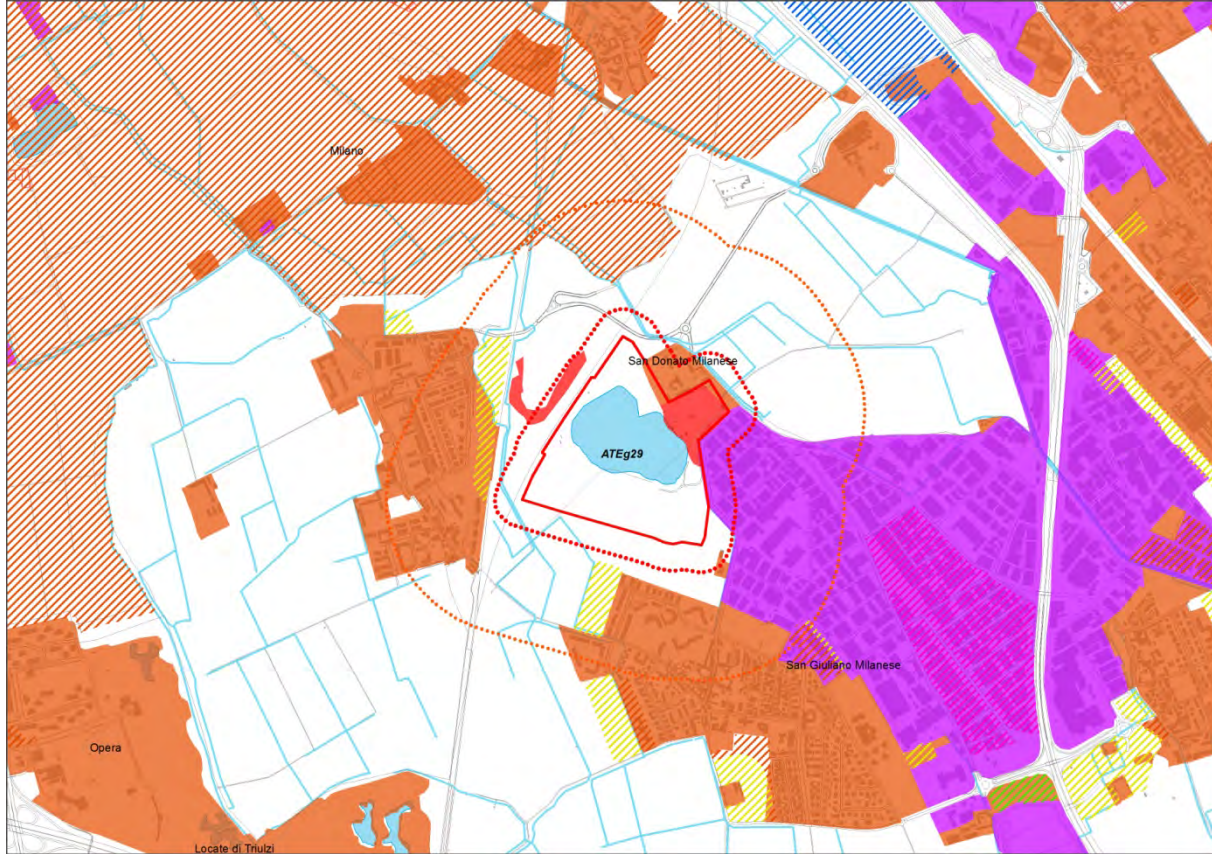 Milano
San Donato Milanese
ATEg29
San Giuliano Milanese
Opera
Locate di Triulzi